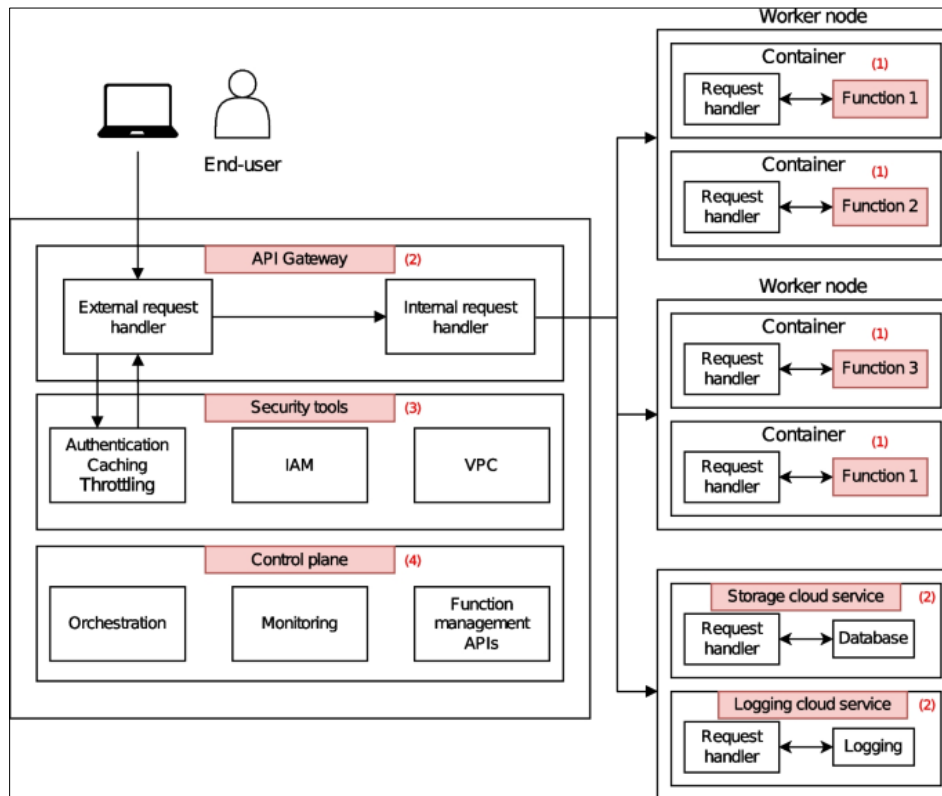 End-user
API Gateway
(2)
External request
handler
Internal request
handler
Security tools
(3)
Authentication
Caching
Throttling
IAM
VPC
Control plane
(4)
Orchestration
Monitoring
Function
management
APIs
Worker node
Container
(1)
Request
handler
Function 1
Container
(1)
Request
handler
Function 2
Worker node
Container
(1)
Request
handler
Function 3
Container
(1)
Request
handler
Function 1
Storage cloud service
(2)
Request
handler
Database
Logging cloud service
(2)
Request
handler
Logging